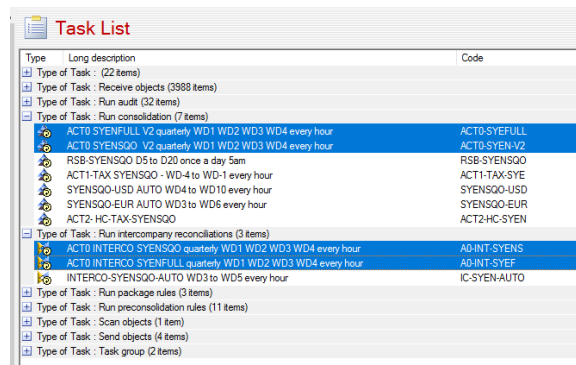 Task List
Type Long description Code
Type of Task : (22 items)
Type of Task : Receive objects (3988 items)
Type of Task : Run audit (32 items)
Type of Task : Run consolidation (7 items)
ACT0 SYENFULL V2 quarterly WD1 WD2 WD3 WD4 every hour ACT0-SYEFULL
ACT0 SYENSQO V2 quarterly WD1 WD2 WD3 WD4 every hour ACT0-SYEN-V2
RSB-SYENSQO D5 to D20 once a day 5am RSB-SYENSQO
ACT1-TAX SYENSQO - WD-4 to WD-1 every hour ACT1-TAX-SYE
SYENSQO-USD AUTO WD4 to WD10 every hour SYENSQO-USD
SYENSQO-EUR AUTO WD3 to WD6 every hour SYENSQO-EUR
ACT2- HC-TAX-SYENSQO ACT2-HC-SYEN
Type of Task : Run intercompany reconciliations (3 items)
ACT0 INTERCO SYENSQO quarterly WD1 WD2 WD3 WD4 every hour A0-INT-SYENS
ACT0 INTERCO SYENFULL quarterly WD1 WD2 WD3 WD4 every hour A0-INT-SYEF
INTERCO-SYENSQO-AUTO WD3 to WD5 every hour IC-SYEN-AUTO
Type of Task : Run package rules (3 items)
Type of Task : Run preconsolidation rules (11 items)
Type of Task : Scan objects (1 item)
Type of Task : Send objects (4 items)
Type of Task : Task group (2 items)